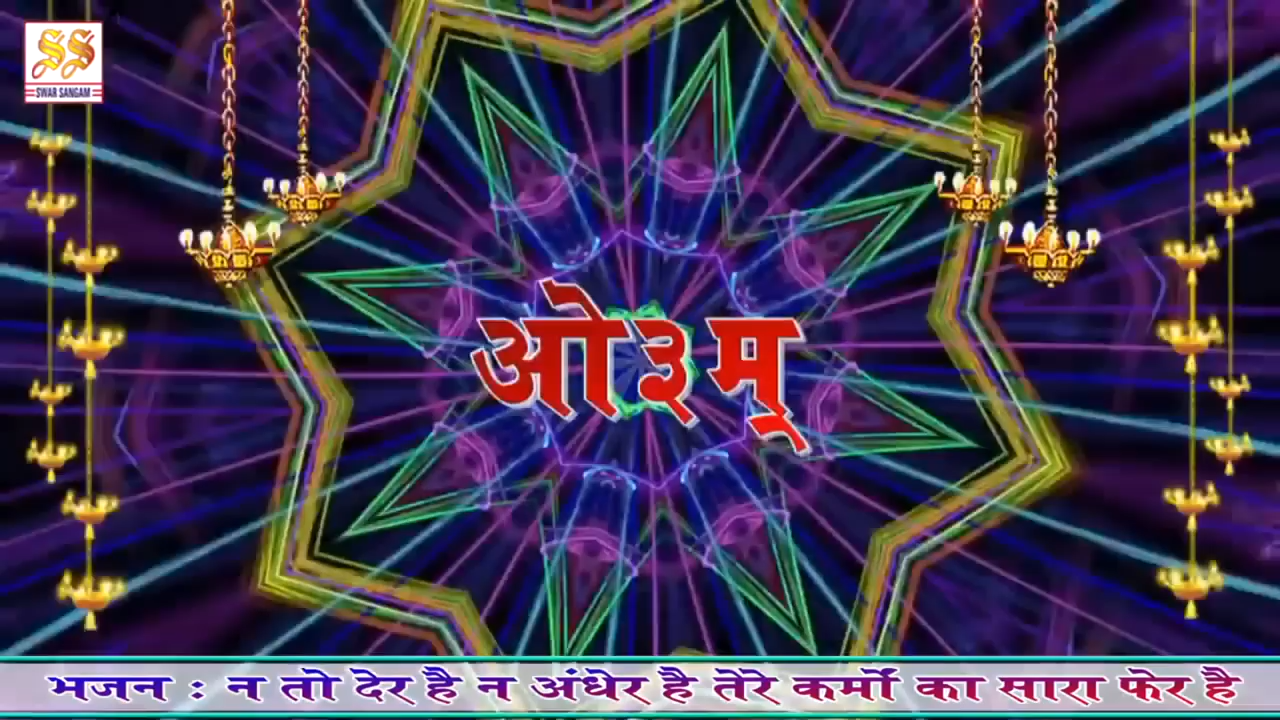 SS
SWAR SANGAM
ओ३म्
भजन : न तो देर है न अंधेर है तेरे कर्मों का सारा फेर है